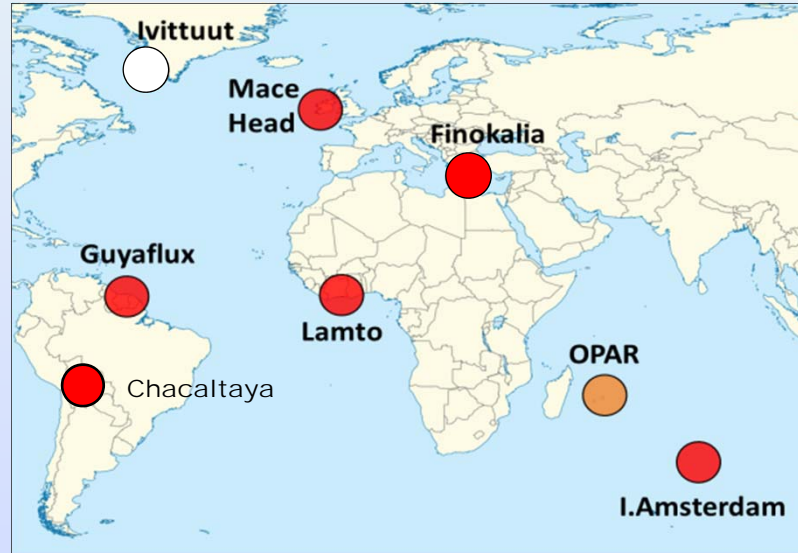 Ivittuut
Mace
Head
Finokalia
Guyaflux
Lamto
OPAR
Chacaltaya
I.Amsterdam